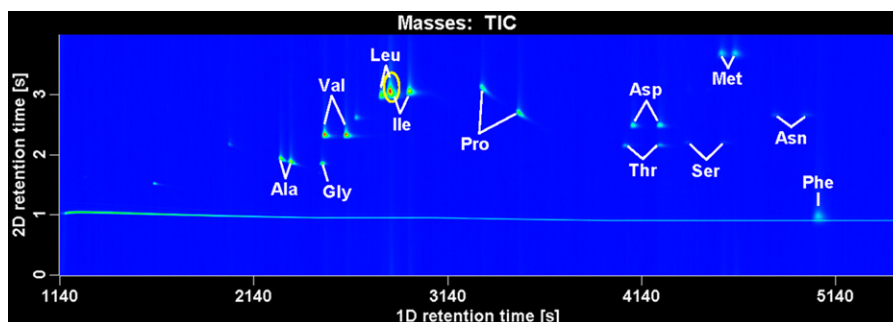 Masses: TIC
2D retention time [s]
3
2
1
0
Leu
Val
Ile
Met
Asp
Pro
Asn
Thr
Ser
Ala
Gly
Phe
1140
2140
3140
4140
5140
1D retention time [s]